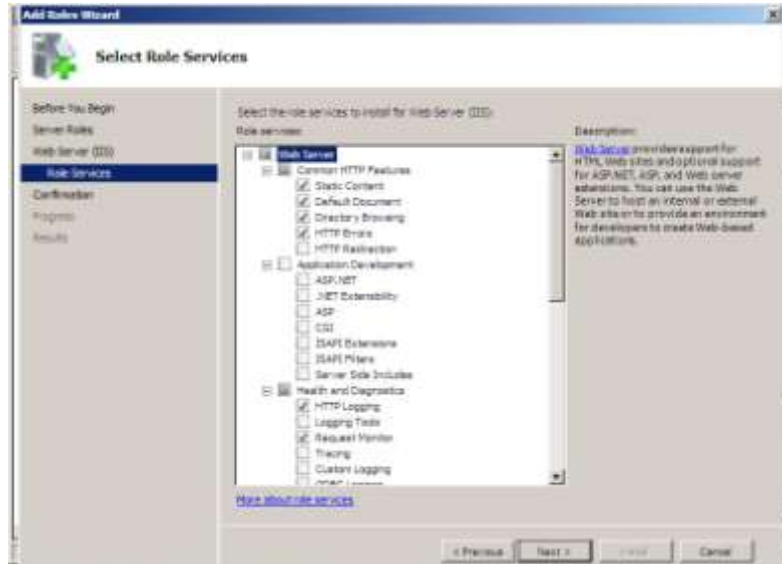 Add Roles Wizard
Select Role Services
Before You Begin
Server Roles
Web Server (IIS)
Role Services
Confirmation
Progress
Results
Select the role services to install for Web Server (IIS):
Role services:
Web Server
Common HTTP Features
Static Content
Default Document
Directory Browsing
HTTP Errors
HTTP Redirection
Application Development
ASP.NET
.NET Extensibility
ASP
CGI
ISAPI Extensions
ISAPI Filters
Server Side Includes
Health and Diagnostics
HTTP Logging
Logging Tools
Request Monitor
Tracing
Custom Logging
ODBC Logging
More about role services
Description:
Web Server provides support for
HTML Web sites and optional support
for ASP.NET, ASP, and Web server
extensions. You can use the Web
Server to host an internal or external
Web site or to provide an environment
for developers to create Web-based
applications.
< Previous
Next >
Install
Cancel